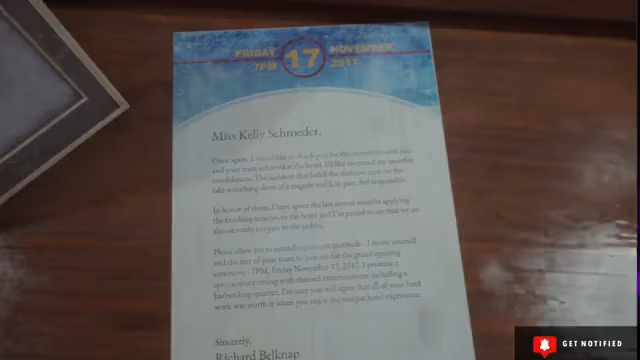 FRIDAY 17 NOVEMBER
7PM 2017
Miss Kelly Schroeder,
Once again, I would like to thank you for the incredible work you
and your team achieved at the hotel. I'd like to extend my heartfelt
condolences. The accident that befell the skeleton crew on the
lake is nothing short of a tragedy and I, in part, feel responsible.
In honor of them, I have spent the last several months applying
the finishing touches to the hotel and I'm proud to say that we are
almost ready to open to the public.
Please allow me to extend my sincere gratitude - I invite yourself
and the rest of your team to join me for the grand opening
ceremony - 7PM, Friday November 17, 2017. I promise a
spectacular evening with themed entertainment including a
barbershop quartet. I'm sure you will agree that all of your hard
work was worth it when you enjoy the unique hotel experience.
Sincerely,
Richard Belknap
GET NOTIFIED